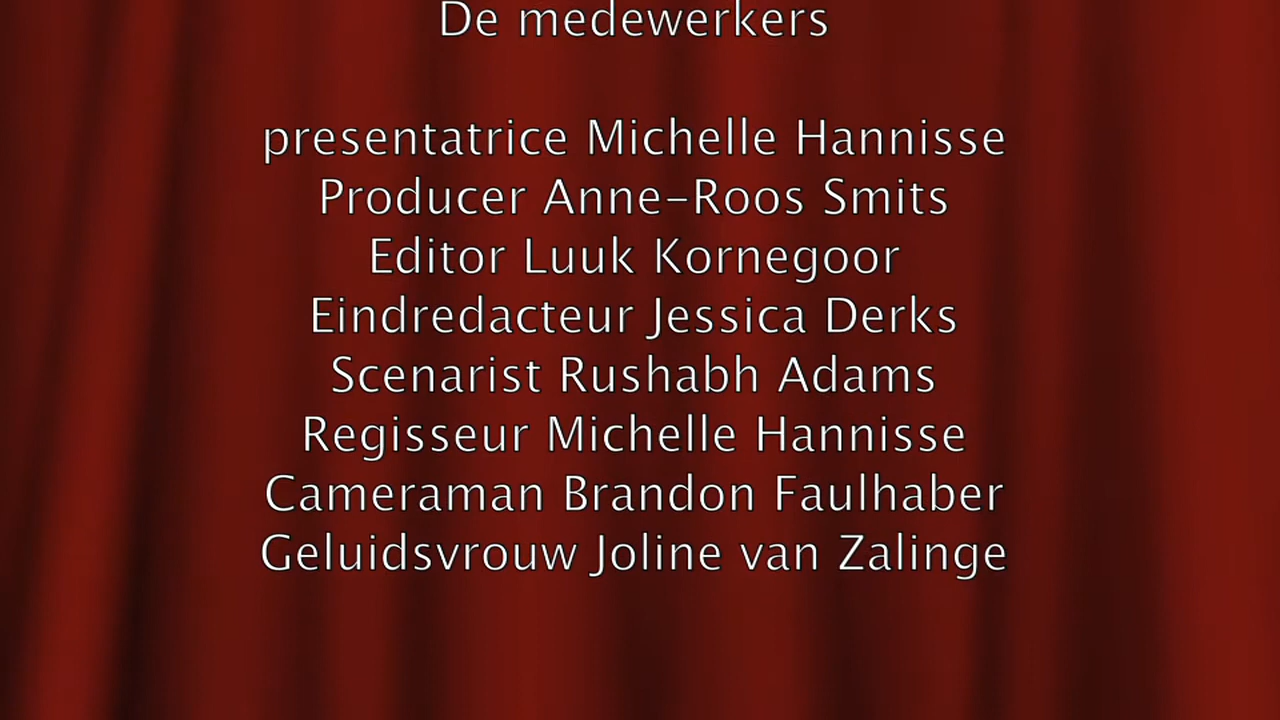 De medewerkers
presentatrice Michelle Hannisse
Producer Anne-Roos Smits
Editor Luuk Kornegoor
Eindredacteur Jessica Derks
Scenarist Rushabh Adams
Regisseur Michelle Hannisse
Cameraman Brandon Faulhaber
Geluidsvrouw Joline van Zalinge